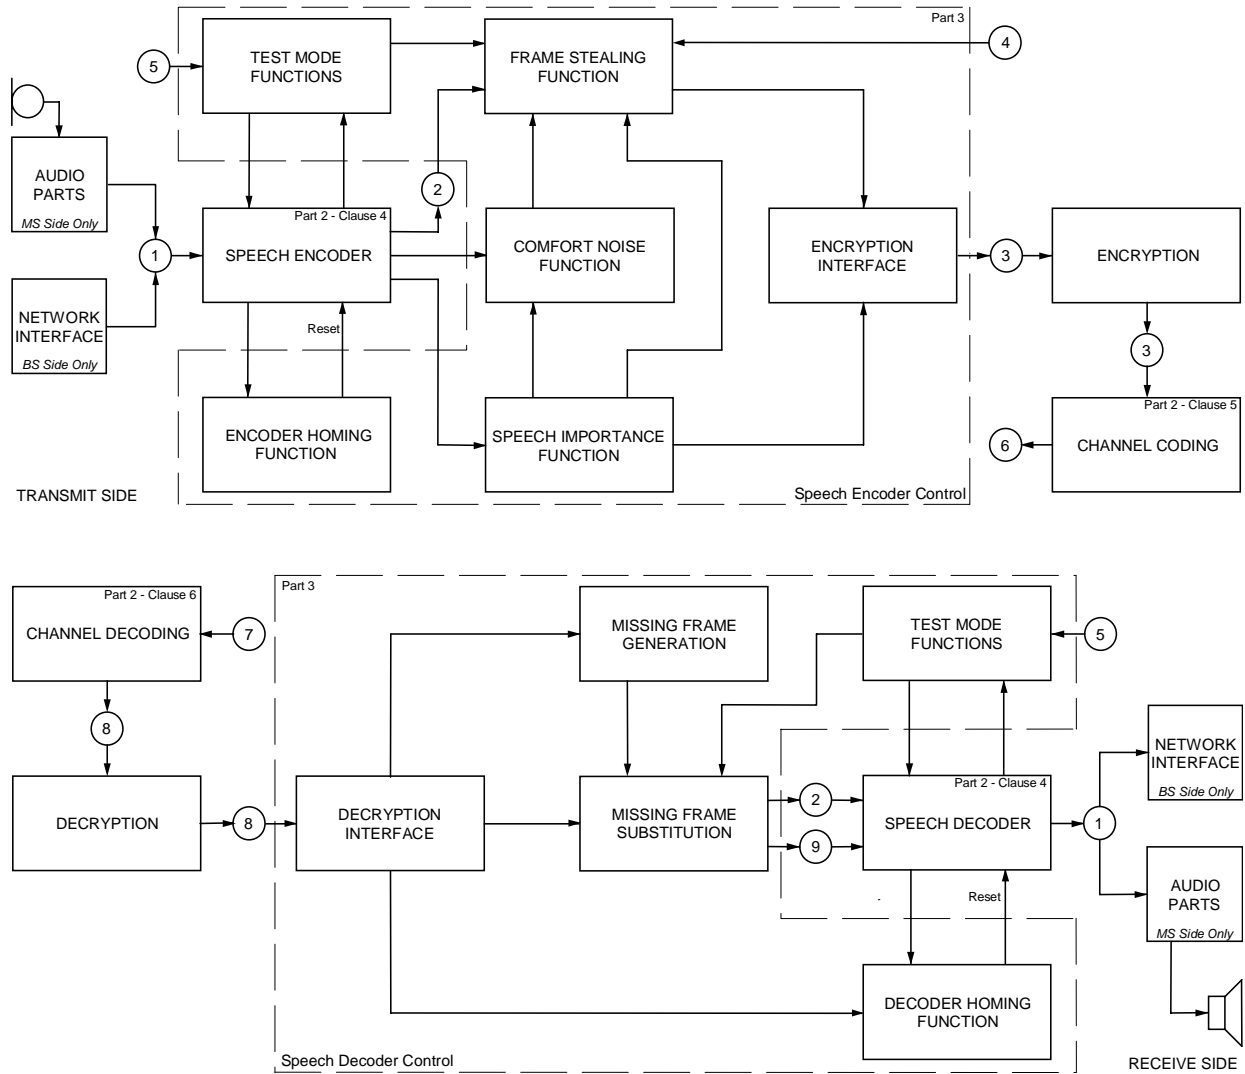 Part 3
TEST MODE
FUNCTIONS
FRAME STEALING
FUNCTION
4
5
AUDIO
PARTS
MS Side Only
2
Part 2 - Clause 4
SPEECH ENCODER
COMFORT NOISE
FUNCTION
ENCRYPTION
INTERFACE
1
3
ENCRYPTION
NETWORK
INTERFACE
BS Side Only
Reset
3
ENCODER HOMING
FUNCTION
SPEECH IMPORTANCE
FUNCTION
6
Part 2 - Clause 5
CHANNEL CODING
TRANSMIT SIDE
Speech Encoder Control
Part 2 - Clause 6
CHANNEL DECODING
7
Part 3
MISSING FRAME
GENERATION
TEST MODE
FUNCTIONS
5
8
NETWORK
INTERFACE
BS Side Only
DECRYPTION
8
DECRYPTION
INTERFACE
MISSING FRAME
SUBSTITUTION
2
9
Part 2 - Clause 4
SPEECH DECODER
1
Reset
AUDIO
PARTS
MS Side Only
DECODER HOMING
FUNCTION
Speech Decoder Control
RECEIVE SIDE